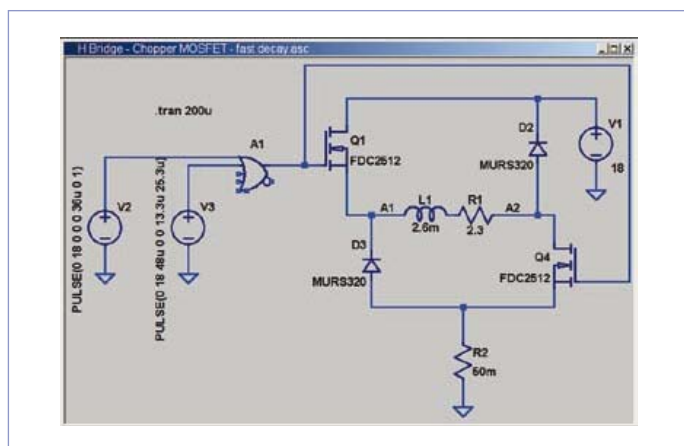 H Bridge - Chopper MOSFET - fast decay.asc
.tran 200u
A1
Q1
FDC2512
D2
MURS320
V1
18
V2
PULSE(0 18 0 0 0 36u 0 1)
V3
PULSE(0 18 48u 0 0 13.3u 25.3u)
A1
L1
2.6m
R1
2.3
A2
D3
MURS320
Q4
FDC2512
R2
60m